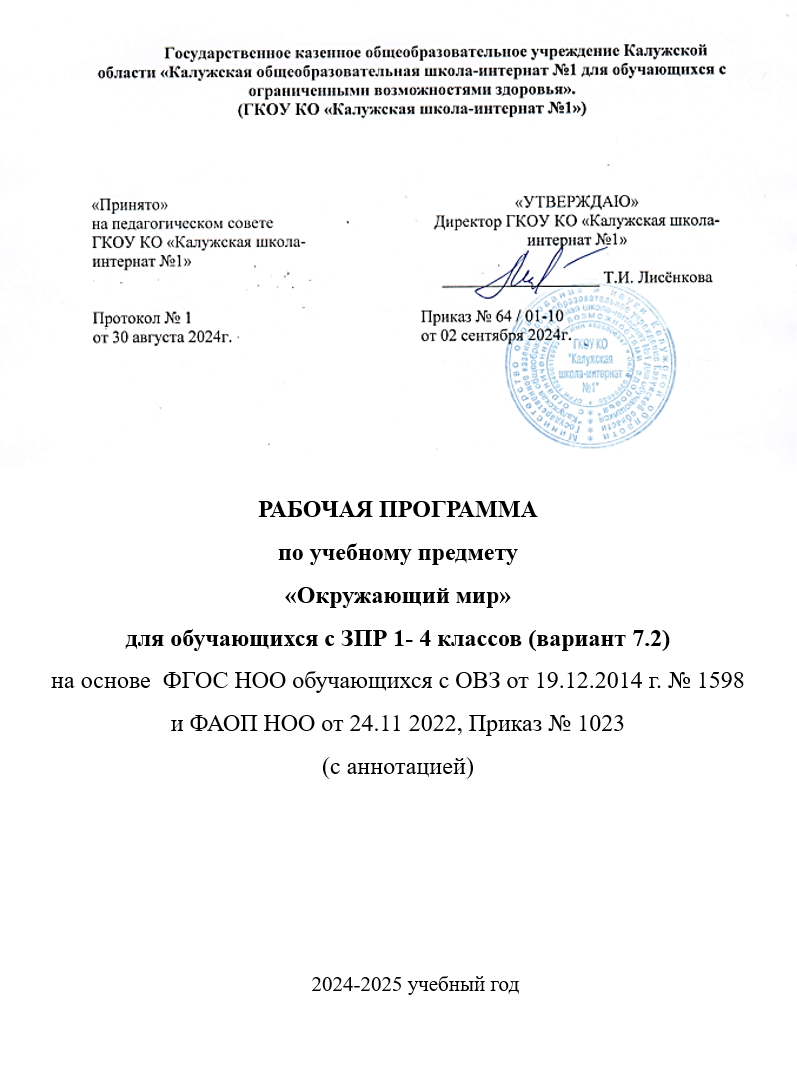 Государственное казенное общеобразовательное учреждение Калужской
области «Калужская общеобразовательная школа-интернат №1 для обучающихся с
ограниченными возможностями здоровья».
(ГКОУ КО «Калужская школа-интернат №1»)
«Принято»
на педагогическом совете
ГКОУ КО «Калужская школа-
интернат №1»
Протокол № 1
от 30 августа 2024г.
«УТВЕРЖДАЮ»
Директор ГКОУ КО «Калужская школа-
интернат №1»
Т.И. Лисёнкова
Приказ № 64 / 01-10
от 02 сентября 2024г.
ГКОУ КО
"Калужская
школа-интернат
№1"
РАБОЧАЯ ПРОГРАММА
по учебному предмету
«Окружающий мир»
для обучающихся с ЗПР 1- 4 классов (вариант 7.2)
на основе  ФГОС НОО обучающихся с ОВЗ от 19.12.2014 г. № 1598
и ФАОП НОО от 24.11 2022, Приказ № 1023
(с аннотацией)
2024-2025 учебный год